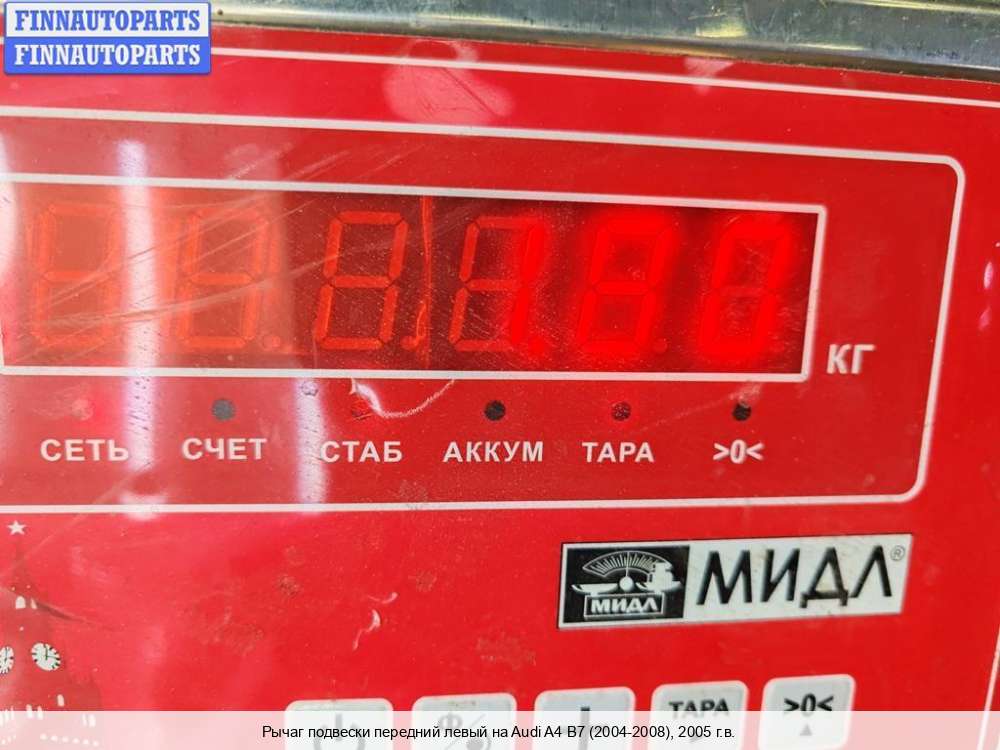 FINNAUTOPARTS
FINNAUTOPARTS
КГ
СЕТЬ СЧЕТ СТАБ АККУМ ТАРА >0<
МИДЛ МИДЛ®
ТАРА >0<
Рычаг подвески передний левый на Audi A4 B7 (2004-2008), 2005 г.в.